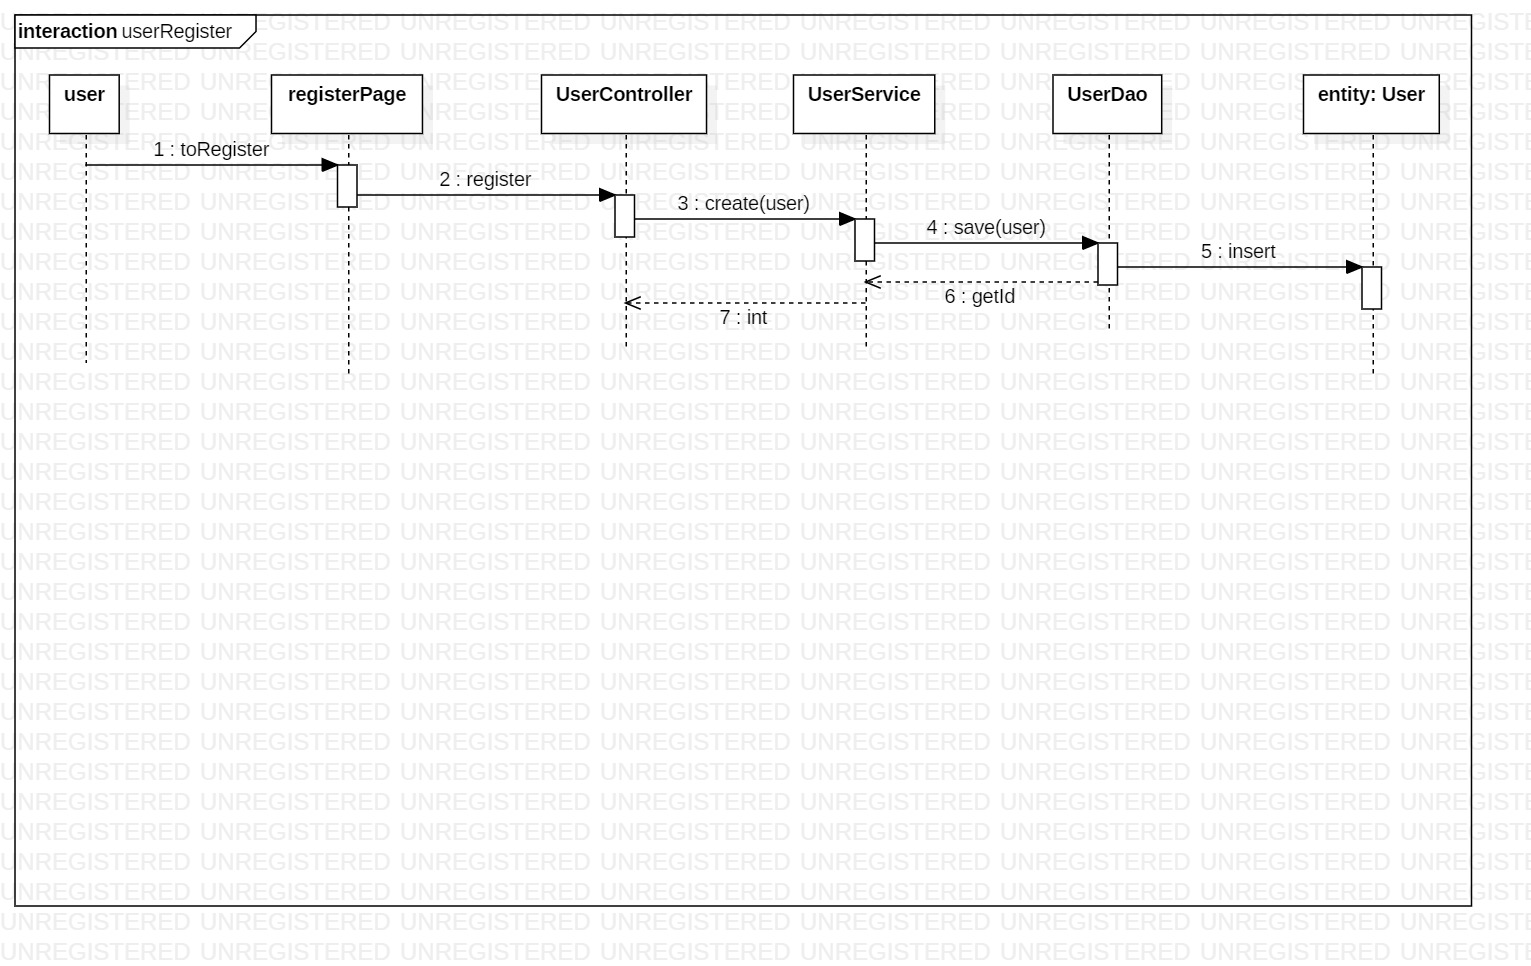 interaction userRegister
user
registerPage
UserController
UserService
UserDao
entity: User
1 : toRegister
2 : register
3 : create(user)
4 : save(user)
5 : insert
6 : getId
7 : int
UNREGISTERED